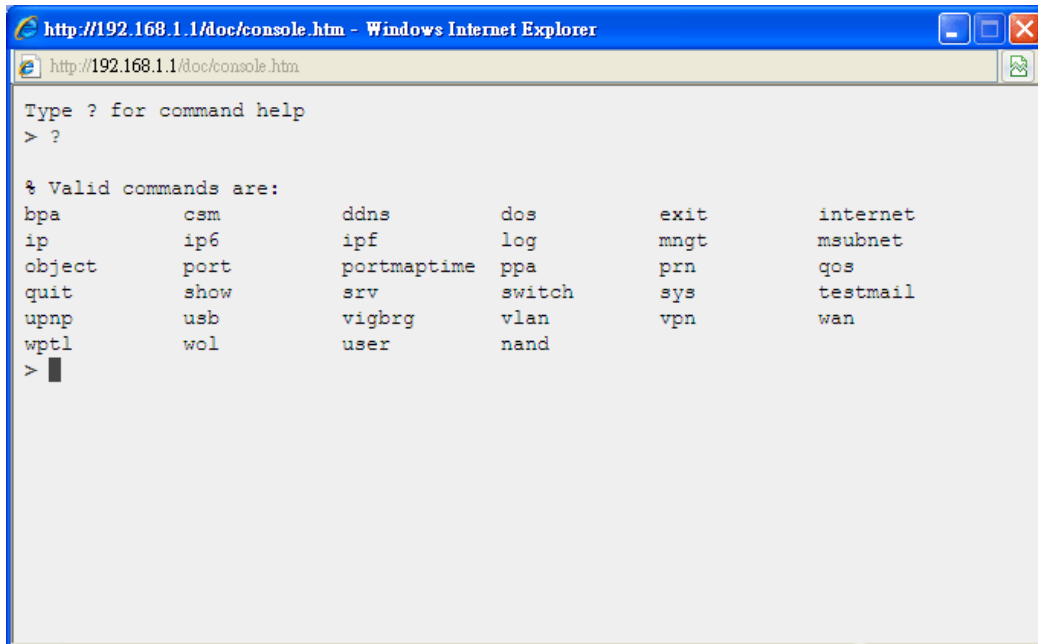 http://192.168.1.1/doc/console.htm - Windows Internet Explorer
http://192.168.1.1/doc/console.htm
Type ? for command help
> ?
% Valid commands are:
bpa csm ddns dos exit internet
ip ip6 ipf log mngt msubnet
object port portmaptime ppa prn qos
quit show srv switch sys testmail
upnp usb vigbrg vlan vpn wan
wptl wol user nand
>